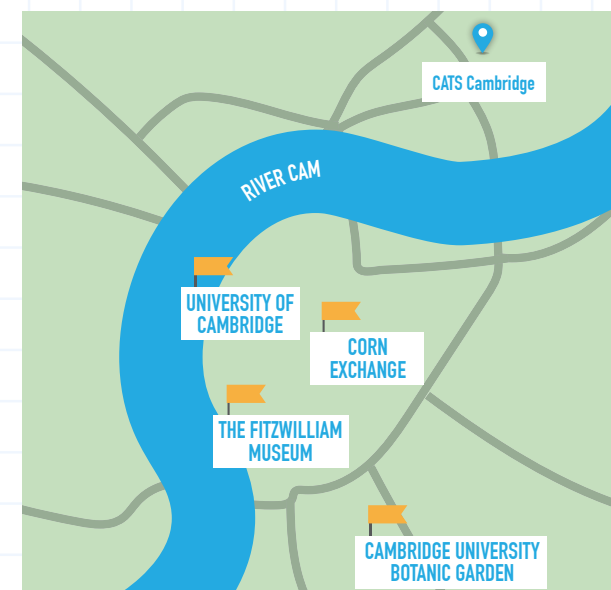 CATS Cambridge
RIVER CAM
UNIVERSITY OF
CAMBRIDGE
CORN
EXCHANGE
THE FITZWILLIAM
MUSEUM
CAMBRIDGE UNIVERSITY
BOTANIC GARDEN